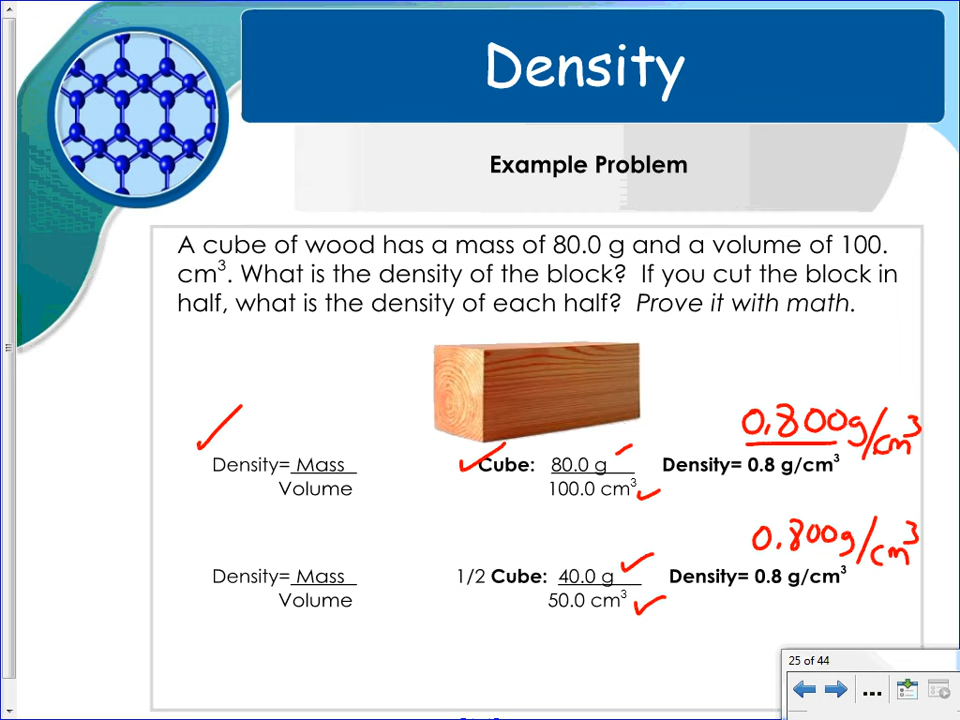 Density
Example Problem
A cube of wood has a mass of 80.0 g and a volume of 100.
cm³. What is the density of the block? If you cut the block in
half, what is the density of each half? Prove it with math.
0.800g/cm³
Density= Mass Cube: 80.0 g Density= 0.8 g/cm³
Volume 100.0 cm³
0.800g/cm³
Density= Mass 1/2 Cube: 40.0 g Density= 0.8 g/cm³
Volume 50.0 cm³
25 of 44
...